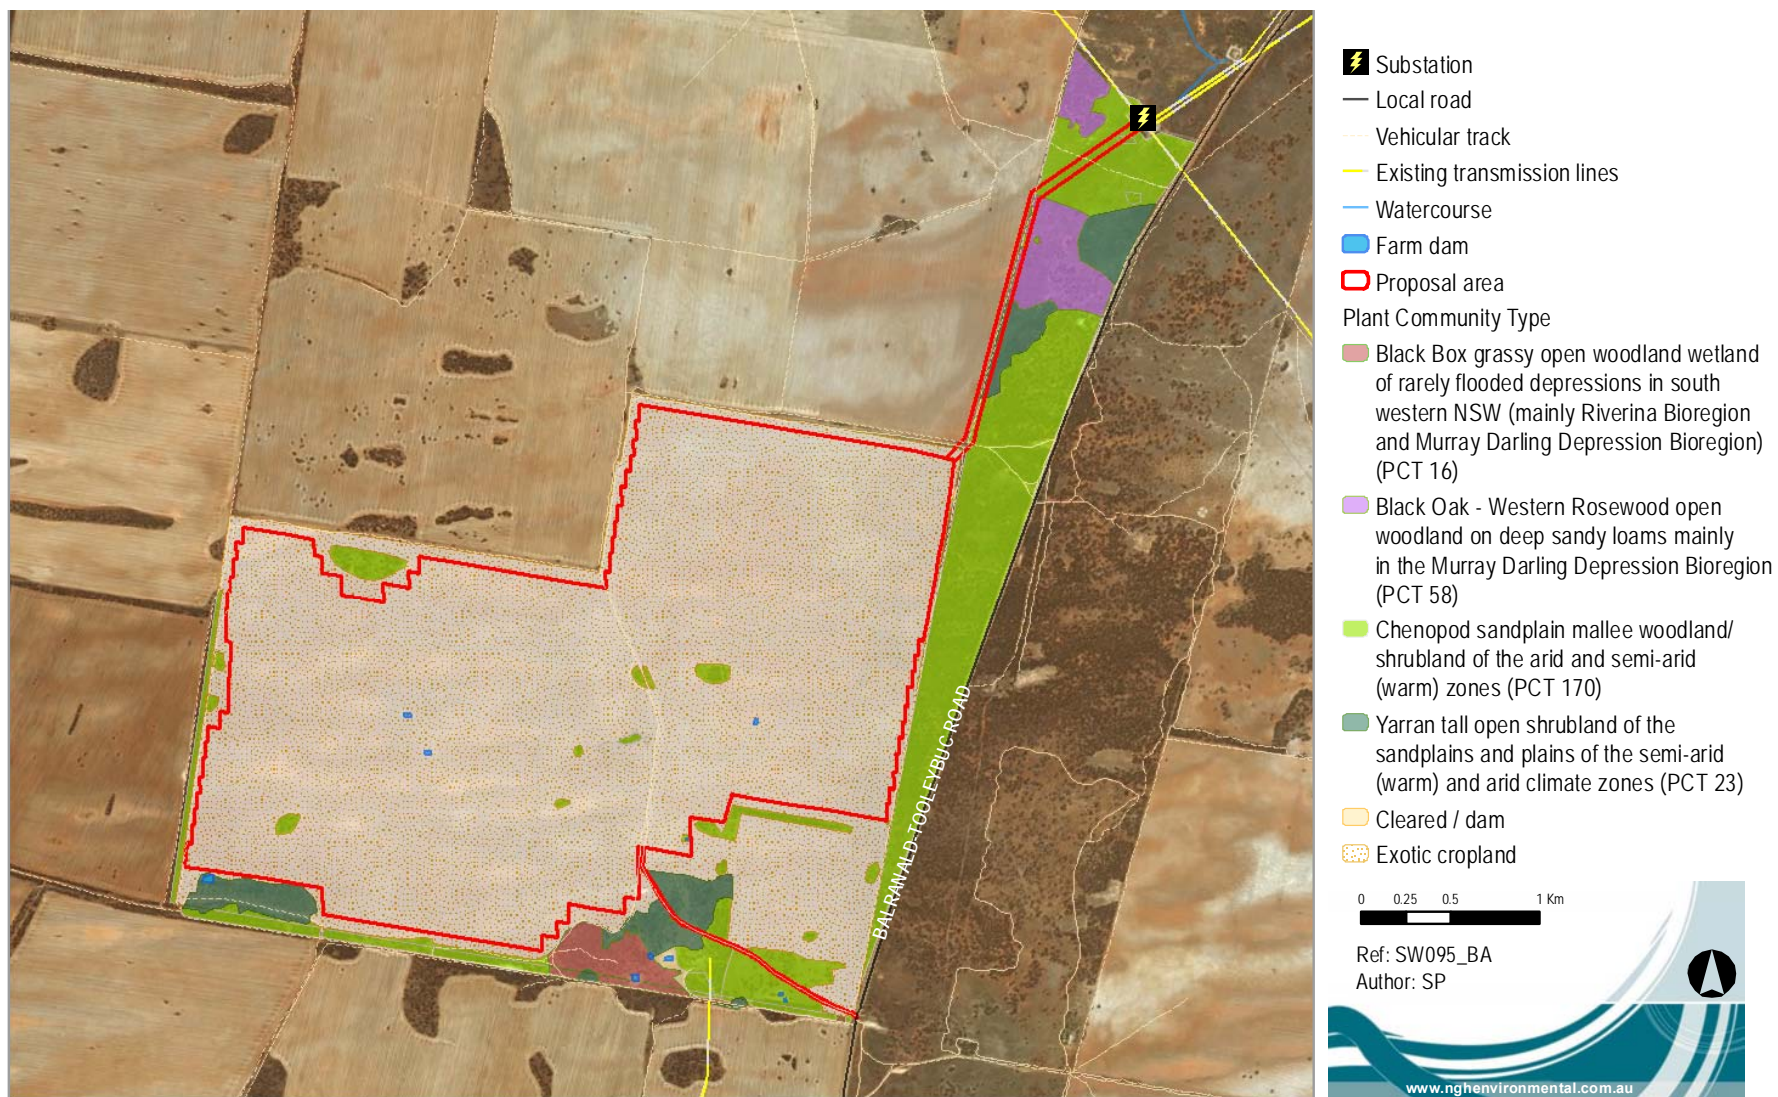 BALRANALD-TOOLEYBUC ROAD
Substation
Local road
Vehicular track
Existing transmission lines
Watercourse
Farm dam
Proposal area
Plant Community Type
Black Box grassy open woodland wetland
of rarely flooded depressions in south
western NSW (mainly Riverina Bioregion
and Murray Darling Depression Bioregion)
(PCT 16)
Black Oak - Western Rosewood open
woodland on deep sandy loams mainly
in the Murray Darling Depression Bioregion
(PCT 58)
Chenopod sandplain mallee woodland/
shrubland of the arid and semi-arid
(warm) zones (PCT 170)
Yarran tall open shrubland of the
sandplains and plains of the semi-arid
(warm) and arid climate zones (PCT 23)
Cleared / dam
Exotic cropland
0 0.25 0.5 1 Km
Ref: SW095_BA
Author: SP
www.nghenvironmental.com.au